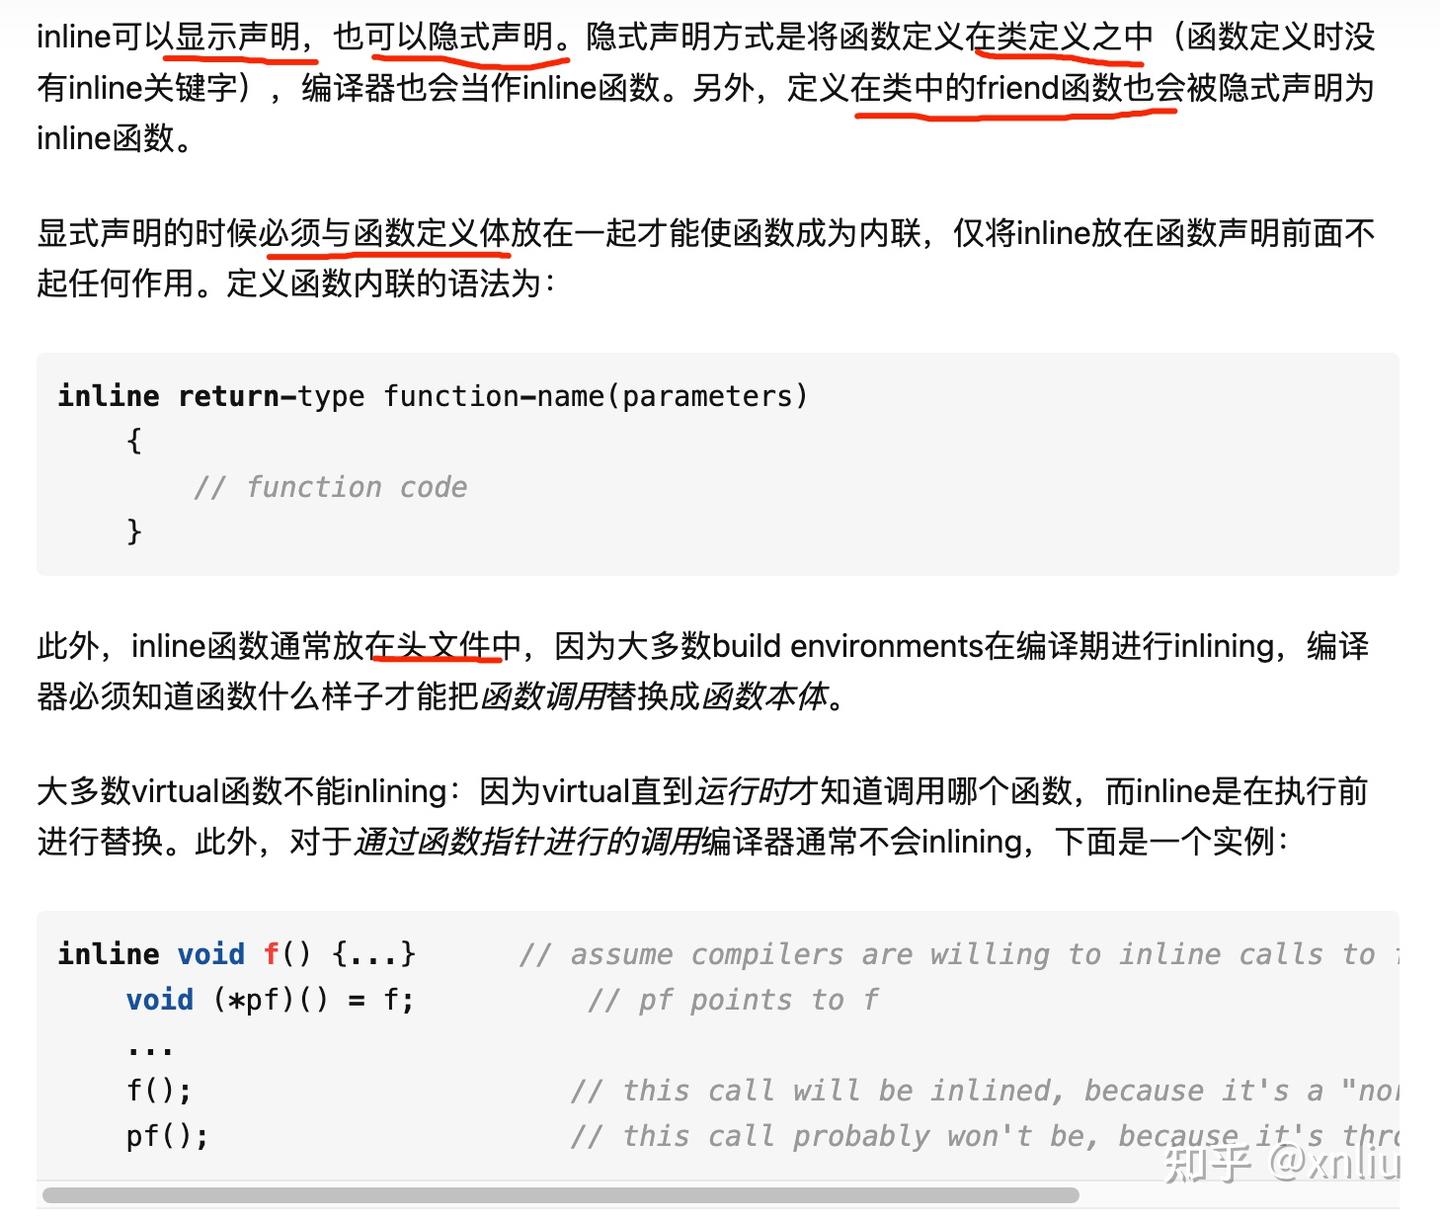 inline可以显示声明，也可以隐式声明。隐式声明方式是将函数定义在类定义之中（函数定义时没
有inline关键字），编译器也会当作inline函数。另外，定义在类中的friend函数也会被隐式声明为
inline函数。
显式声明的时候必须与函数定义体放在一起才能使函数成为内联，仅将inline放在函数声明前面不
起任何作用。定义函数内联的语法为：
inline return-type function-name(parameters)
{
// function code
}
此外，inline函数通常放在头文件中，因为大多数build environments在编译期进行inlining，编译
器必须知道函数什么样子才能把函数调用替换成函数本体。
大多数virtual函数不能inlining：因为virtual直到运行时才知道调用哪个函数，而inline是在执行前
进行替换。此外，对于通过函数指针进行的调用编译器通常不会inlining，下面是一个实例：
inline void f() {...} // assume compilers are willing to inline calls to
void (*pf)() = f; // pf points to f
...
f(); // this call will be inlined, because it's a "nor
pf(); // this call probably won't be, because it's thro
知乎 @xnliu